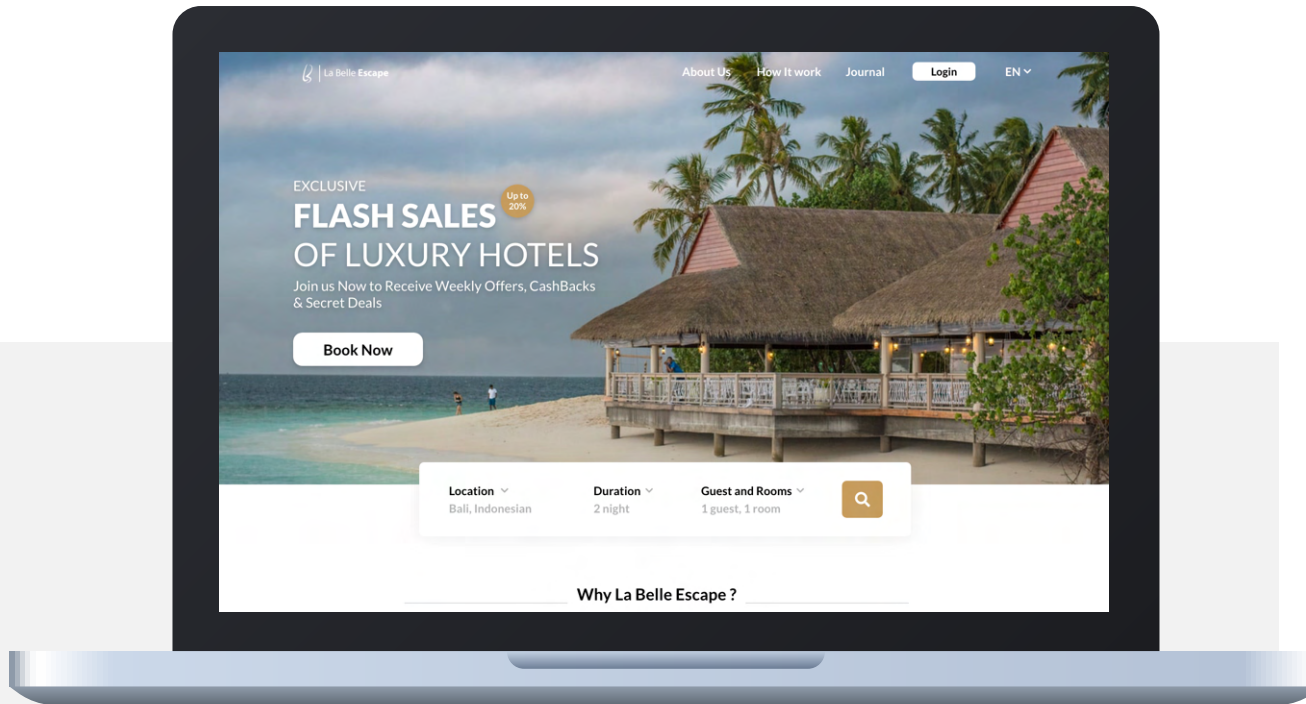 La Belle Escape
About Us How It work Journal Login EN
EXCLUSIVE
FLASH SALES
Up to
20%
OF LUXURY HOTELS
Join us Now to Receive Weekly Offers, CashBacks
& Secret Deals
Book Now
Location Duration Guest and Rooms
Bali, Indonesian 2 night 1 guest, 1 room
Why La Belle Escape ?